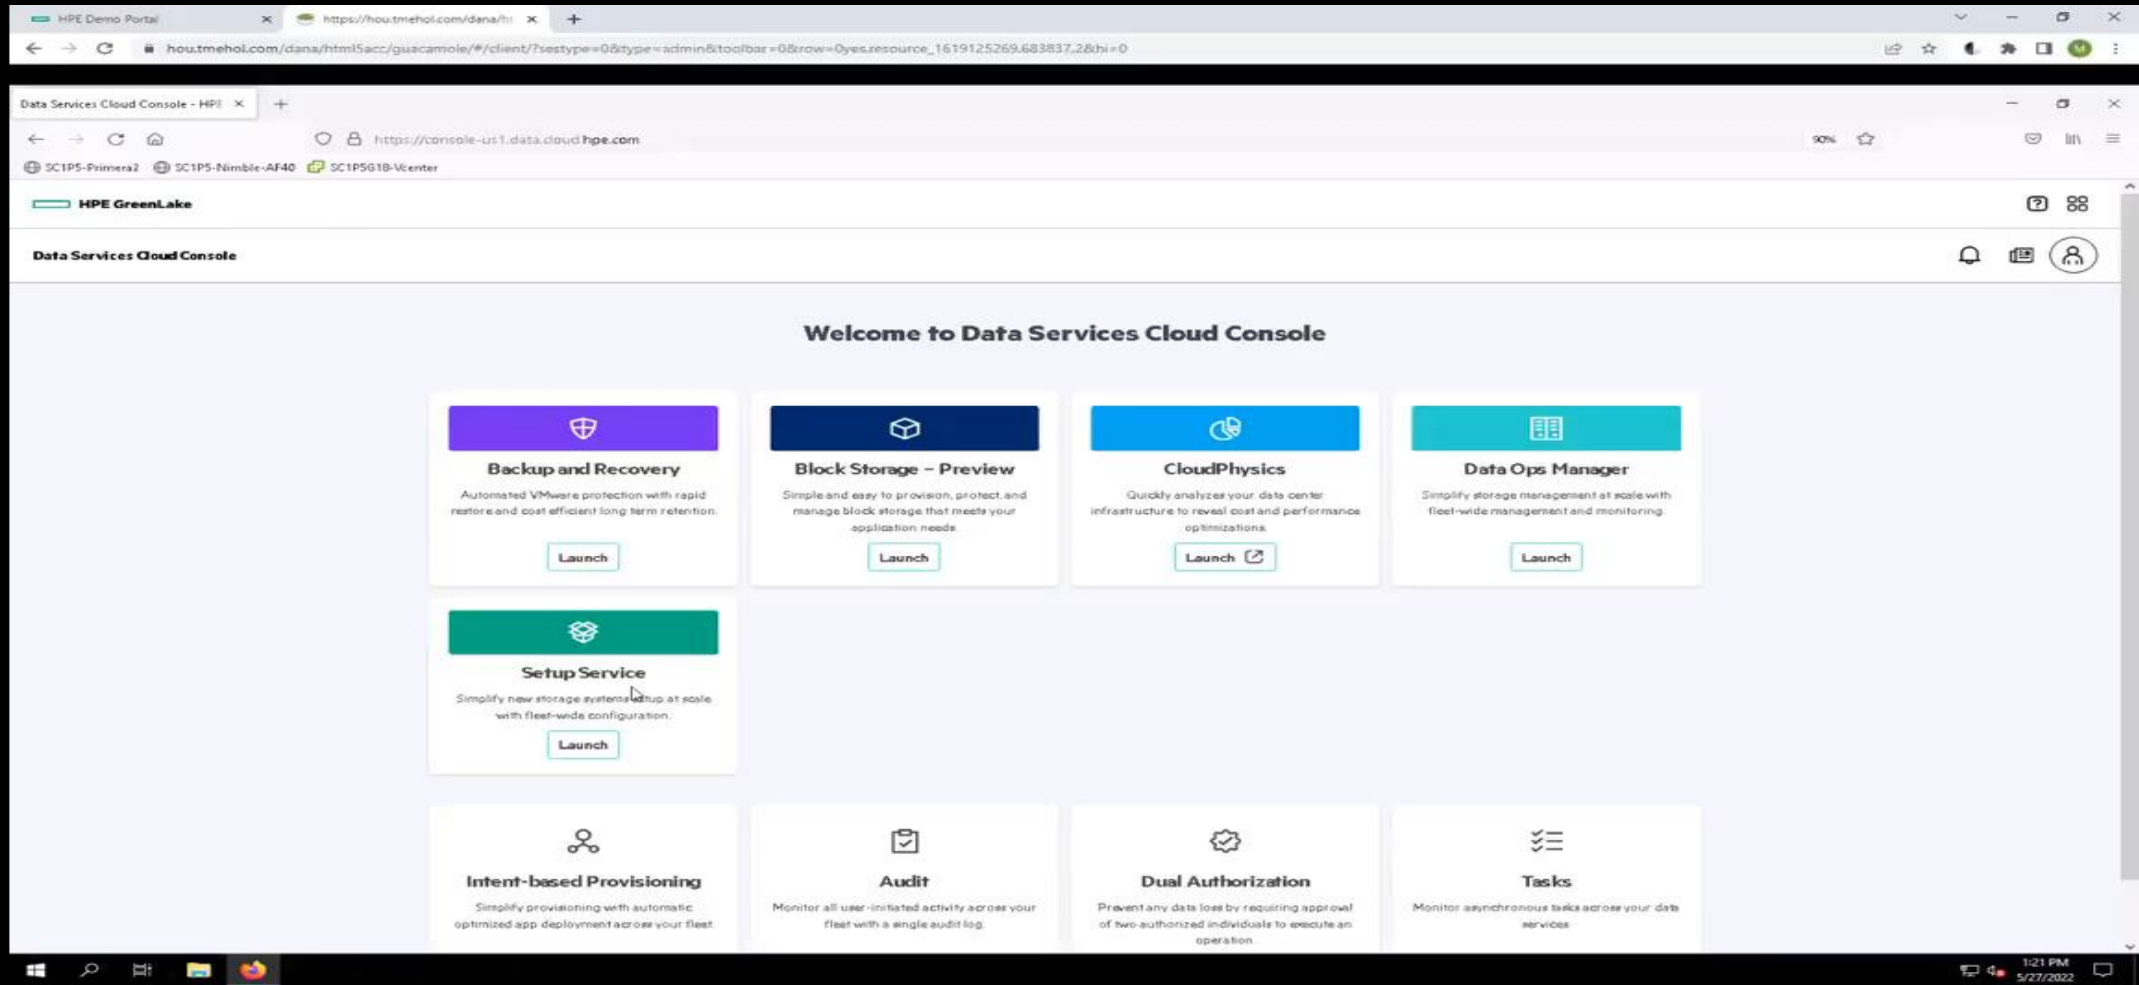 HPE Demo Portal
https://hou.tmehol.com/dana/h
hou.tmehol.com/dana/html5acc/guacamole/#/client/?sestype=0&type=admin&toolbar=0&row=0yes.resource_1619125269.683837.2&hi=0
M
Data Services Cloud Console - HPE
https://console-us1.data.cloud.hpe.com
90%
SC1P5-Primera2 SC1P5-Nimble-AF40 SC1P5G18-Vcenter
HPE GreenLake
Data Services Cloud Console
Welcome to Data Services Cloud Console
Backup and Recovery
Automated VMware protection with rapid
restore and cost efficient long term retention.
Launch
Block Storage – Preview
Simple and easy to provision, protect, and
manage block storage that meets your
application needs
Launch
CloudPhysics
Quickly analyzes your data center
infrastructure to reveal cost and performance
optimizations.
Launch
Data Ops Manager
Simplify storage management at scale with
fleet-wide management and monitoring.
Launch
Setup Service
Simplify new storage systems setup at scale
with fleet-wide configuration.
Launch
Intent-based Provisioning
Simplify provisioning with automatic
optimized app deployment across your fleet.
Audit
Monitor all user-initiated activity across your
fleet with a single audit log.
Dual Authorization
Prevent any data loss by requiring approval
of two authorized individuals to execute an
operation.
Tasks
Monitor asynchronous tasks across your data
services
1:21 PM
5/27/2022